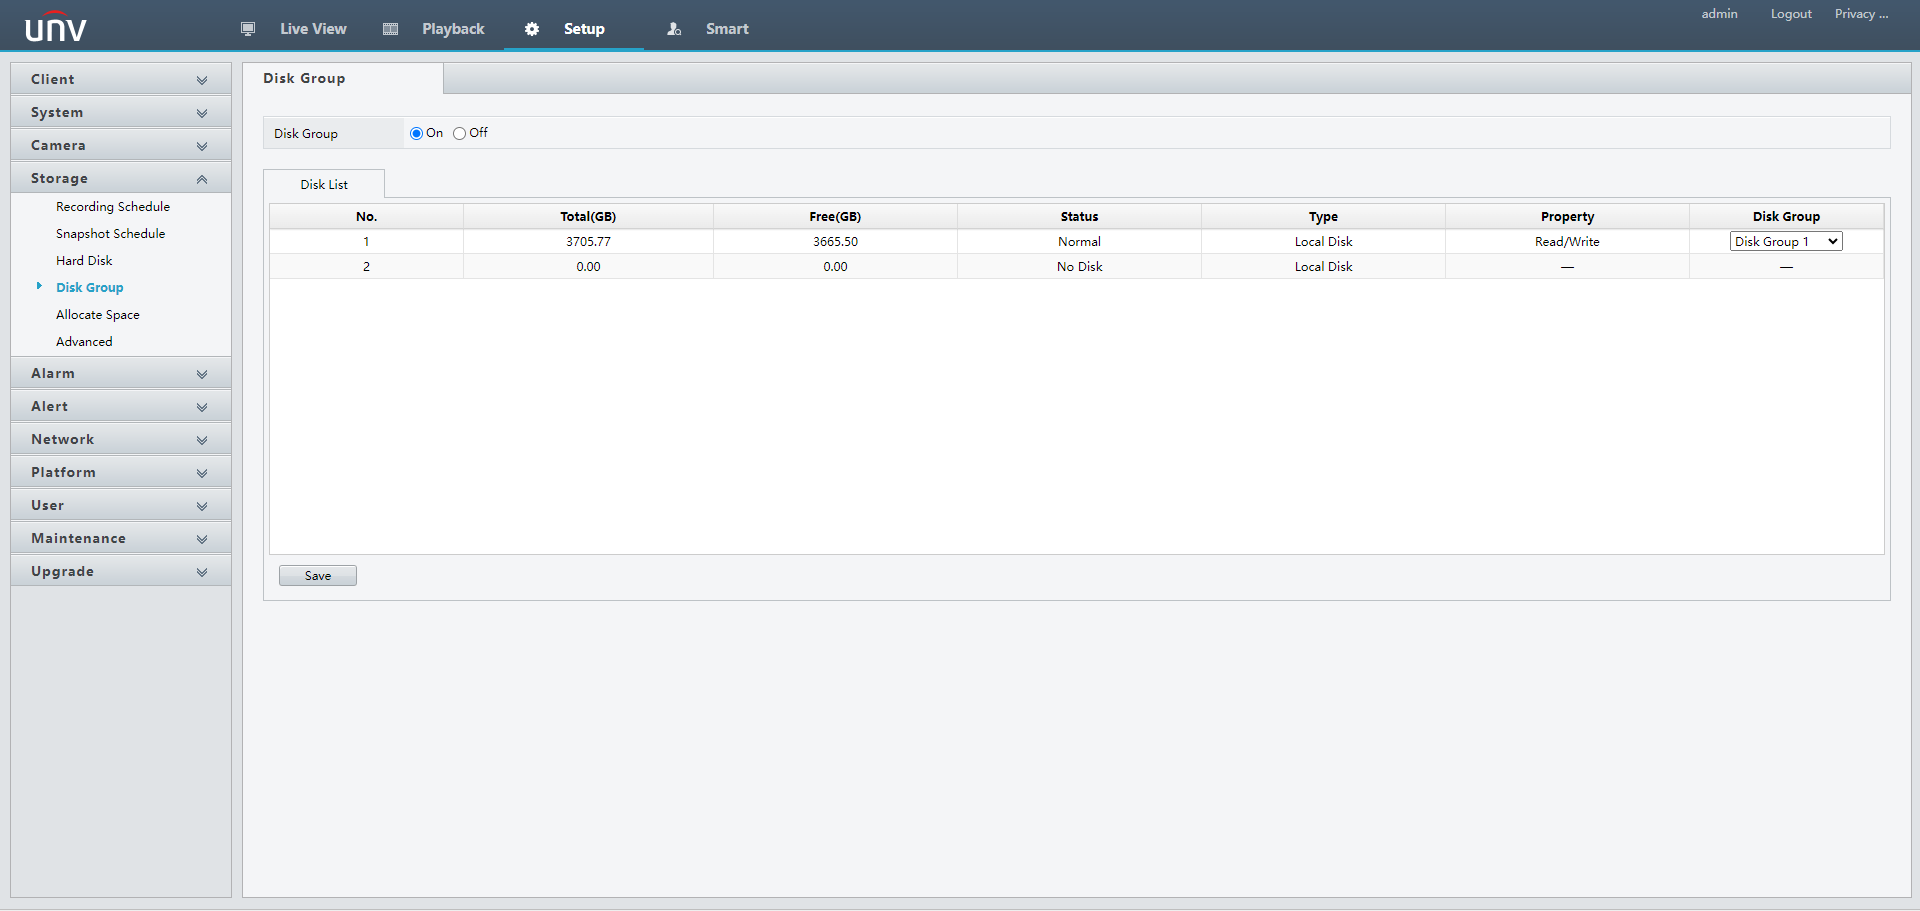 unv
Live View
Playback
Setup
Smart
admin
Logout
Privacy ...
Client
System
Camera
Storage
Recording Schedule
Snapshot Schedule
Hard Disk
Disk Group
Allocate Space
Advanced
Alarm
Alert
Network
Platform
User
Maintenance
Upgrade
Disk Group
Disk Group On Off
Disk List
No. Total(GB) Free(GB) Status Type Property Disk Group
1 3705.77 3665.50 Normal Local Disk Read/Write Disk Group 1
2 0.00 0.00 No Disk Local Disk — —
Save